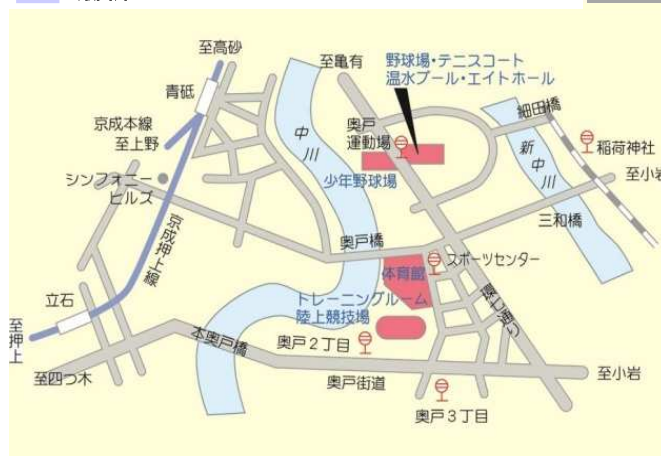 至高砂
青砥
京成本線
至上野
シンフォニー
ヒルズ
京成押上線
立石
至押上
至四つ木
中川
至亀有
野球場・テニスコート
温水プール・エイトホール
奥戸
運動場
少年野球場
細田橋
新中川
稲荷神社
至小岩
三和橋
奥戸橋
スポーツセンター
体育館
トレーニングルーム
陸上競技場
環七通り
本奥戸橋
奥戸2丁目
奥戸街道
至小岩
奥戸3丁目